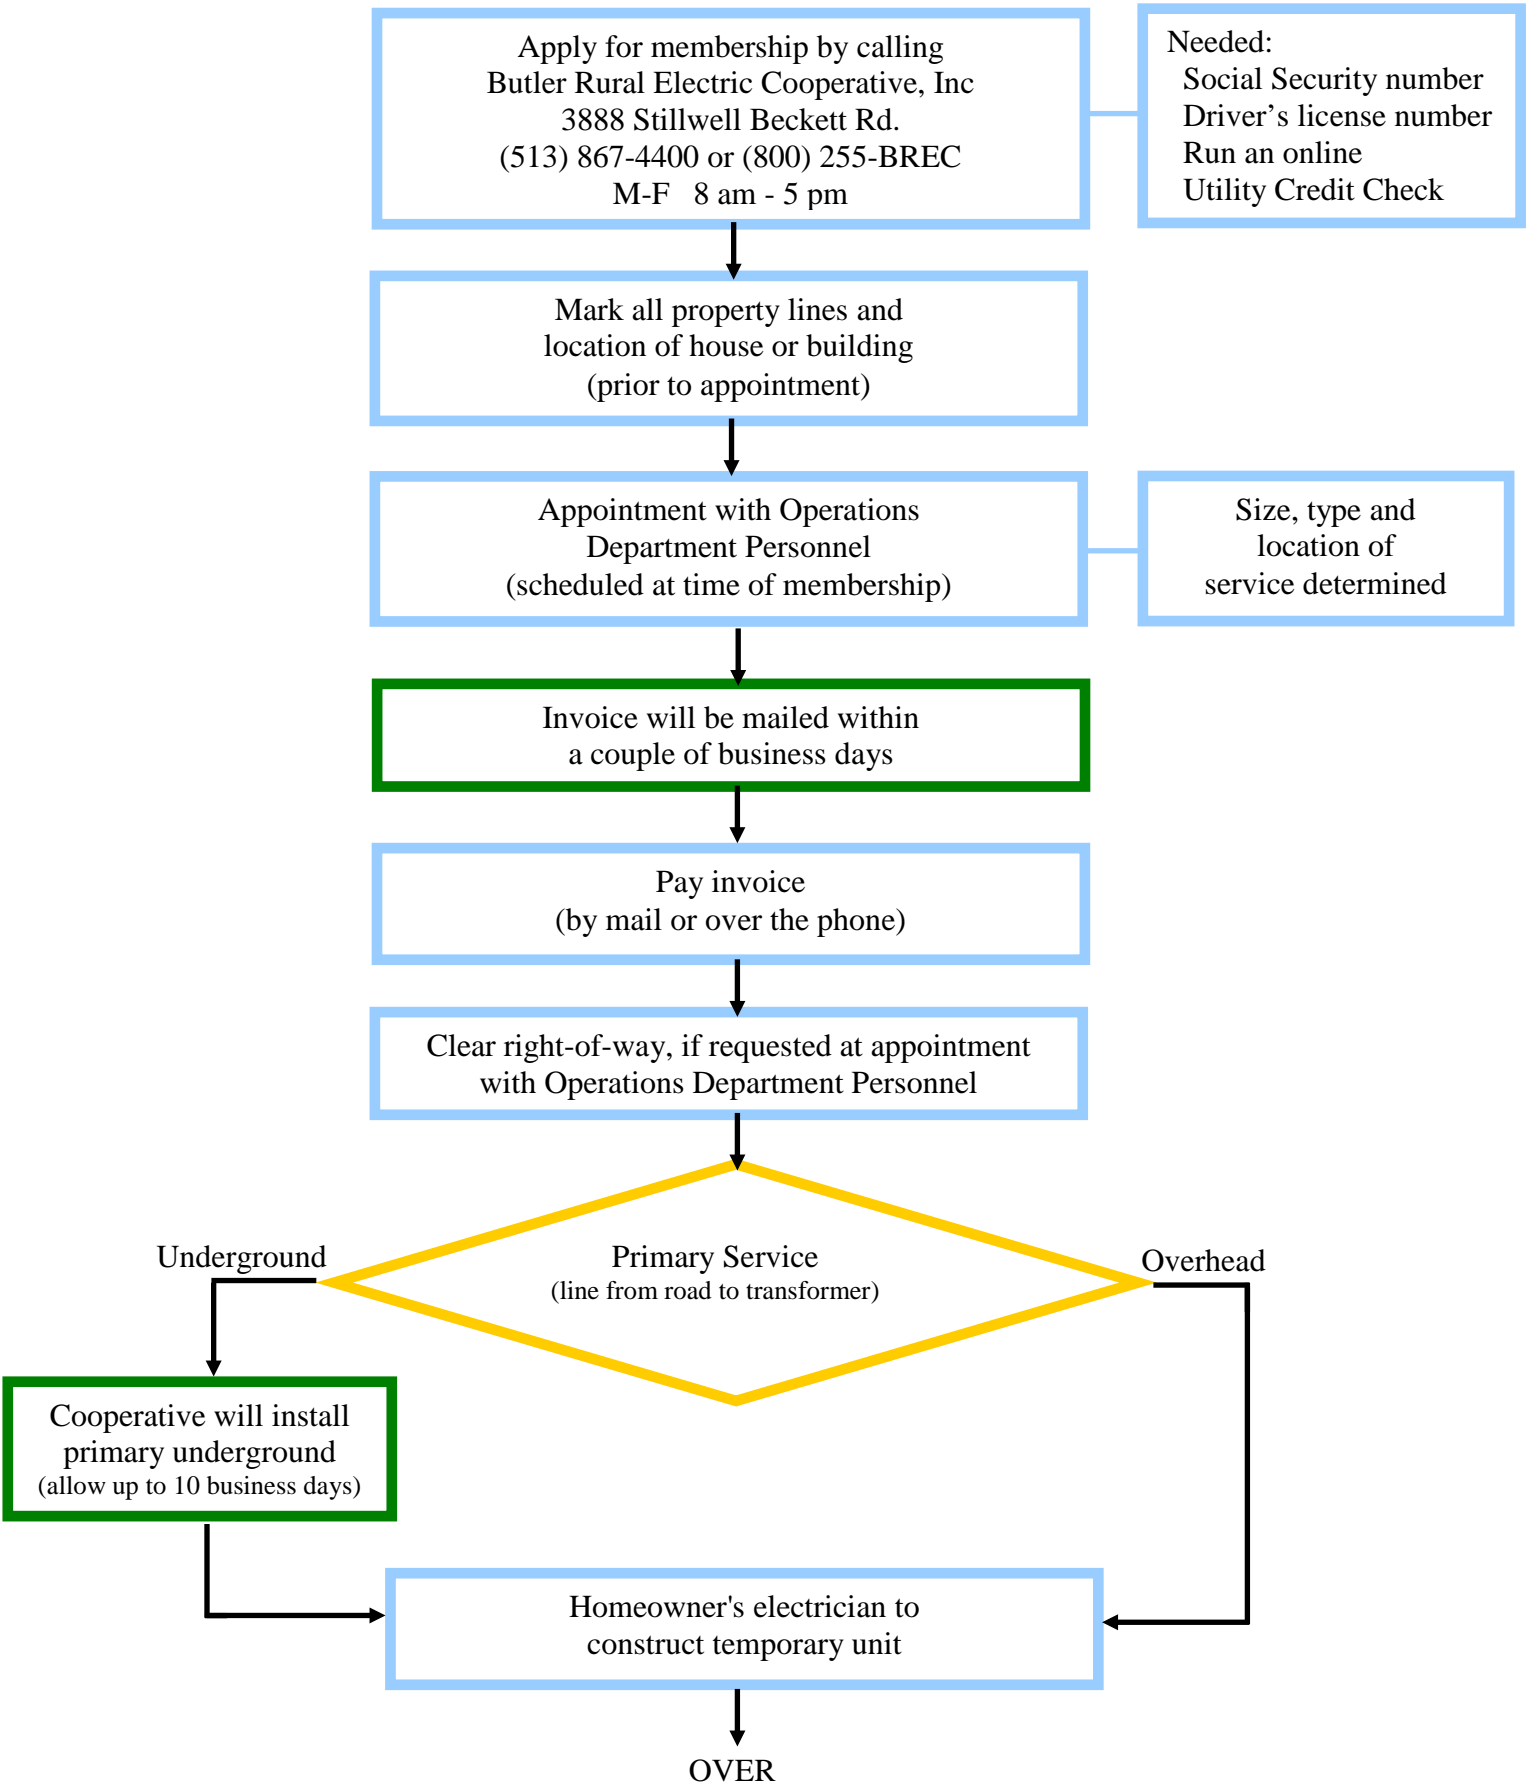 Apply for membership by calling
Butler Rural Electric Cooperative, Inc
3888 Stillwell Beckett Rd.
(513) 867-4400 or (800) 255-BREC
M-F 8 am - 5 pm
Needed:
Social Security number
Driver’s license number
Run an online
Utility Credit Check
Mark all property lines and
location of house or building
(prior to appointment)
Appointment with Operations
Department Personnel
(scheduled at time of membership)
Size, type and
location of
service determined
Invoice will be mailed within
a couple of business days
Pay invoice
(by mail or over the phone)
Clear right-of-way, if requested at appointment
with Operations Department Personnel
Underground
Primary Service
(line from road to transformer)
Overhead
Cooperative will install
primary underground
(allow up to 10 business days)
Homeowner's electrician to
construct temporary unit
OVER